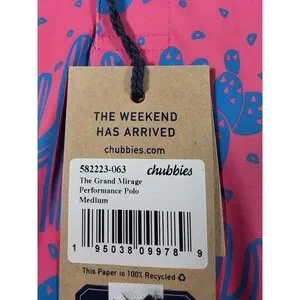 THE WEEKEND
HAS ARRIVED
chubbies.com
582223-063 chubbies
The Grand Mirage
Performance Polo
Medium
1 95038 09978 9
This Paper is 100% Recycled